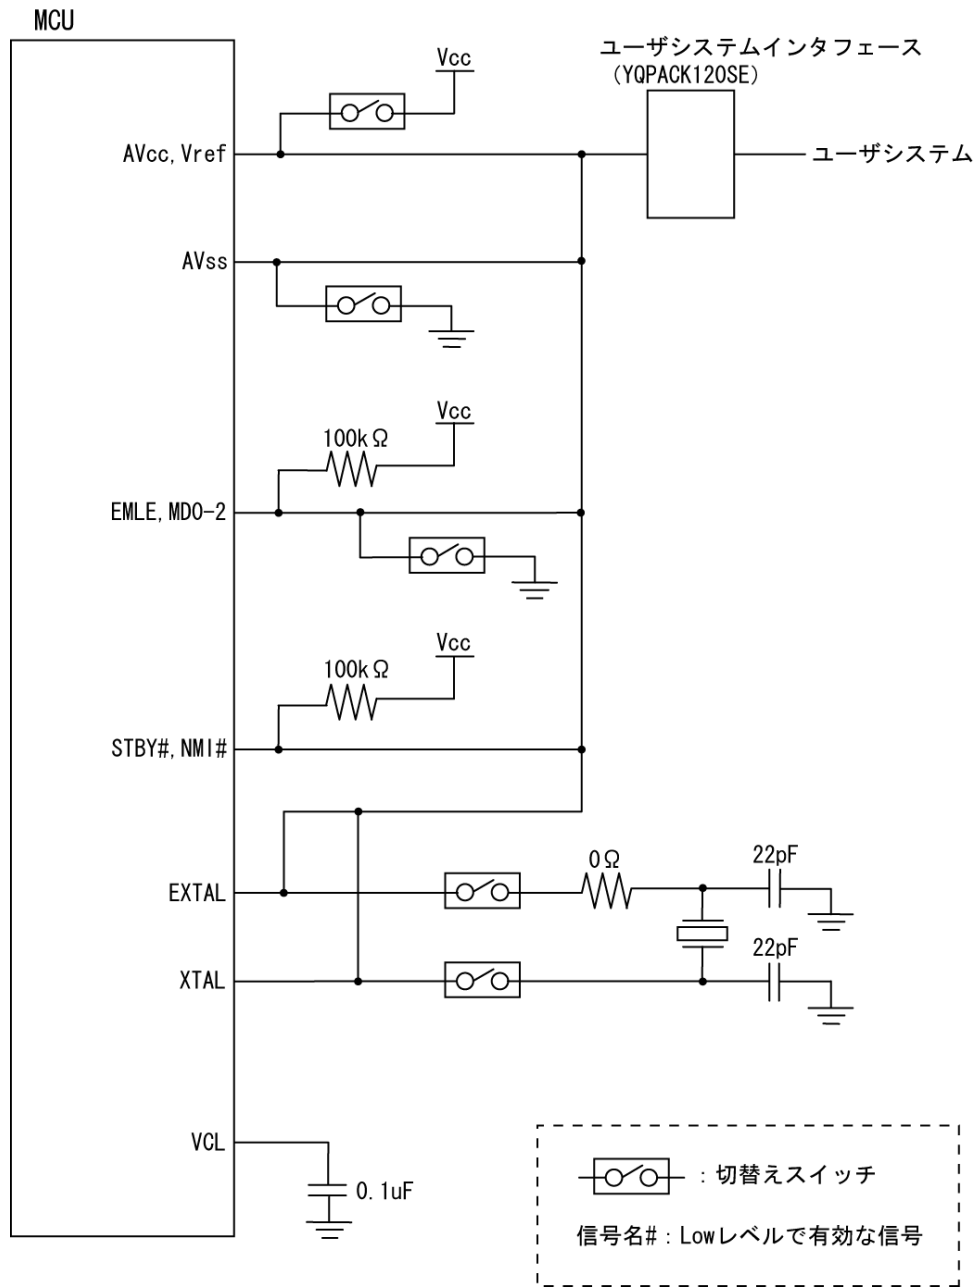 MCU
Vcc
ユーザシステムインタフェース
(YQPACK120SE)
AVcc, Vref
ユーザシステム
AVss
Vcc
100kΩ
EMLE, MD0-2
Vcc
100kΩ
STBY#, NMI#
0Ω
22pF
EXTAL
22pF
XTAL
VCL
0.1uF
: 切替えスイッチ
信号名# : Lowレベルで有効な信号